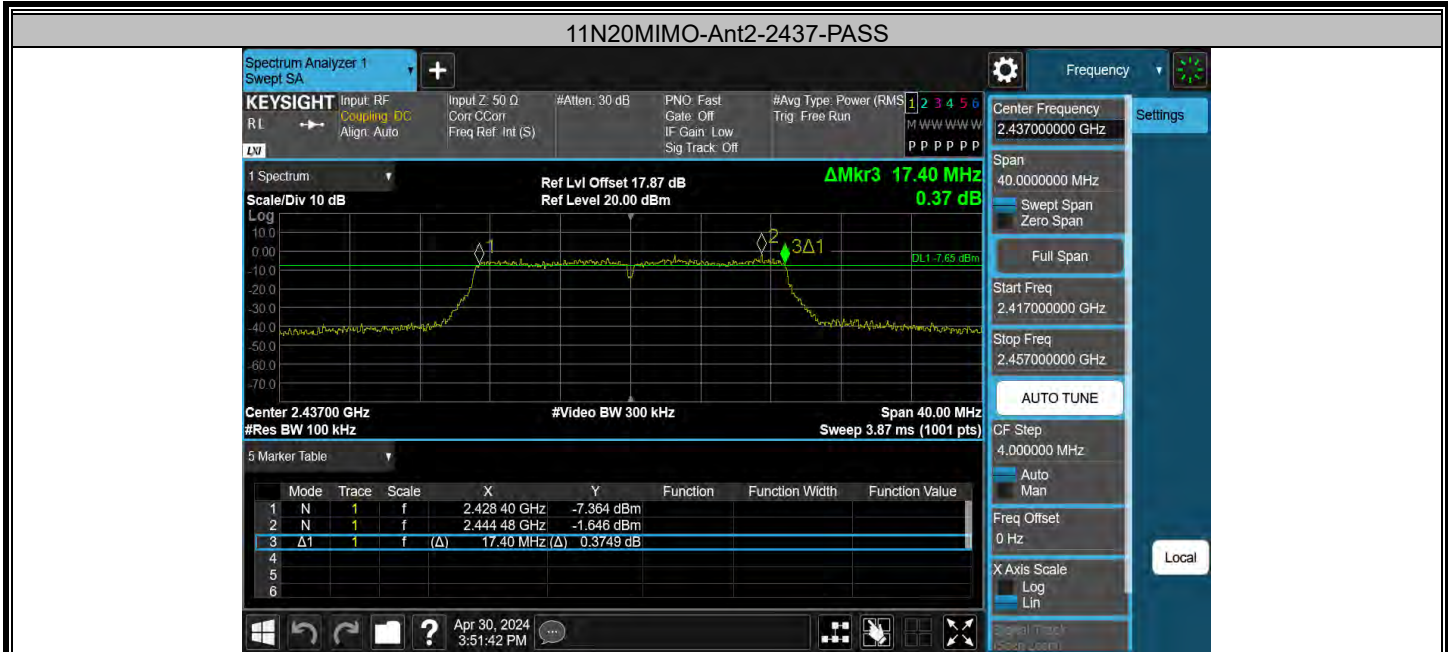 11N20MIMO-Ant2-2437-PASS
Spectrum Analyzer 1
Swept SA
+
Frequency
KEYSIGHT
RL
LXI
Input: RF
Coupling: DC
Align: Auto
Input Z: 50 Ω
Corr CCorr
Freq Ref: Int (S)
#Atten: 30 dB
PNO: Fast
Gate: Off
IF Gain: Low
Sig Track: Off
#Avg Type: Power (RMS
Trig: Free Run
1 2 3 4 5 6
M W W W W W
P P P P P P
1 Spectrum
Scale/Div 10 dB
Log
Ref Lvl Offset 17.87 dB
Ref Level 20.00 dBm
ΔMkr3 17.40 MHz
0.37 dB
10.0
0.00
-10.0
-20.0
-30.0
-40.0
-50.0
-60.0
-70.0
1
2
3Δ1
DL1 -7.65 dBm
Center 2.43700 GHz
#Video BW 300 kHz
Span 40.00 MHz
#Res BW 100 kHz
Sweep 3.87 ms (1001 pts)
5 Marker Table
Mode Trace Scale X Y Function Function Width Function Value
1 N 1 f 2.428 40 GHz -7.364 dBm
2 N 1 f 2.444 48 GHz -1.646 dBm
3 Δ1 1 f (Δ) 17.40 MHz (Δ) 0.3749 dB
4
5
6
?
Apr 30, 2024
3:51:42 PM
Center Frequency
2.437000000 GHz
Settings
Span
40.0000000 MHz
Swept Span
Zero Span
Full Span
Start Freq
2.417000000 GHz
Stop Freq
2.457000000 GHz
AUTO TUNE
CF Step
4.000000 MHz
Auto
Man
Freq Offset
0 Hz
X Axis Scale
Log
Lin
Local
Signal Track
(Span Zoom)